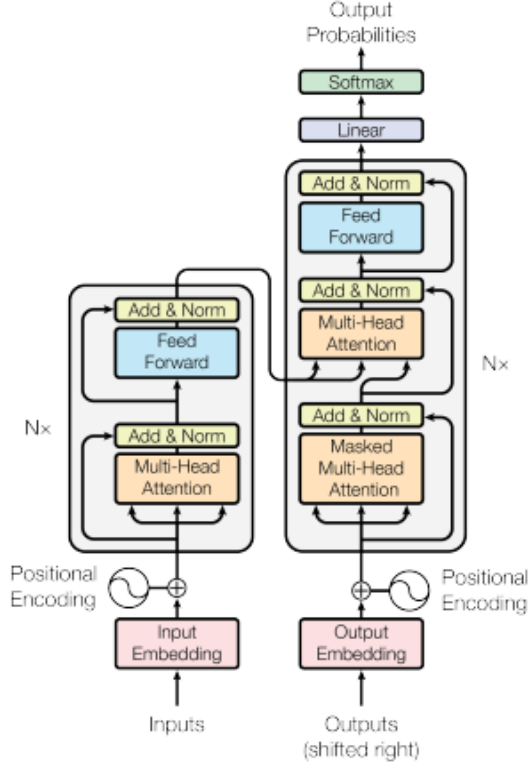 Output
Probabilities
Softmax
Linear
Add & Norm
Feed
Forward
Add & Norm
Multi-Head
Attention
Add & Norm
Masked
Multi-Head
Attention
N×
Add & Norm
Feed
Forward
Add & Norm
Multi-Head
Attention
N×
Positional
Encoding
Positional
Encoding
Input
Embedding
Output
Embedding
Inputs
Outputs
(shifted right)